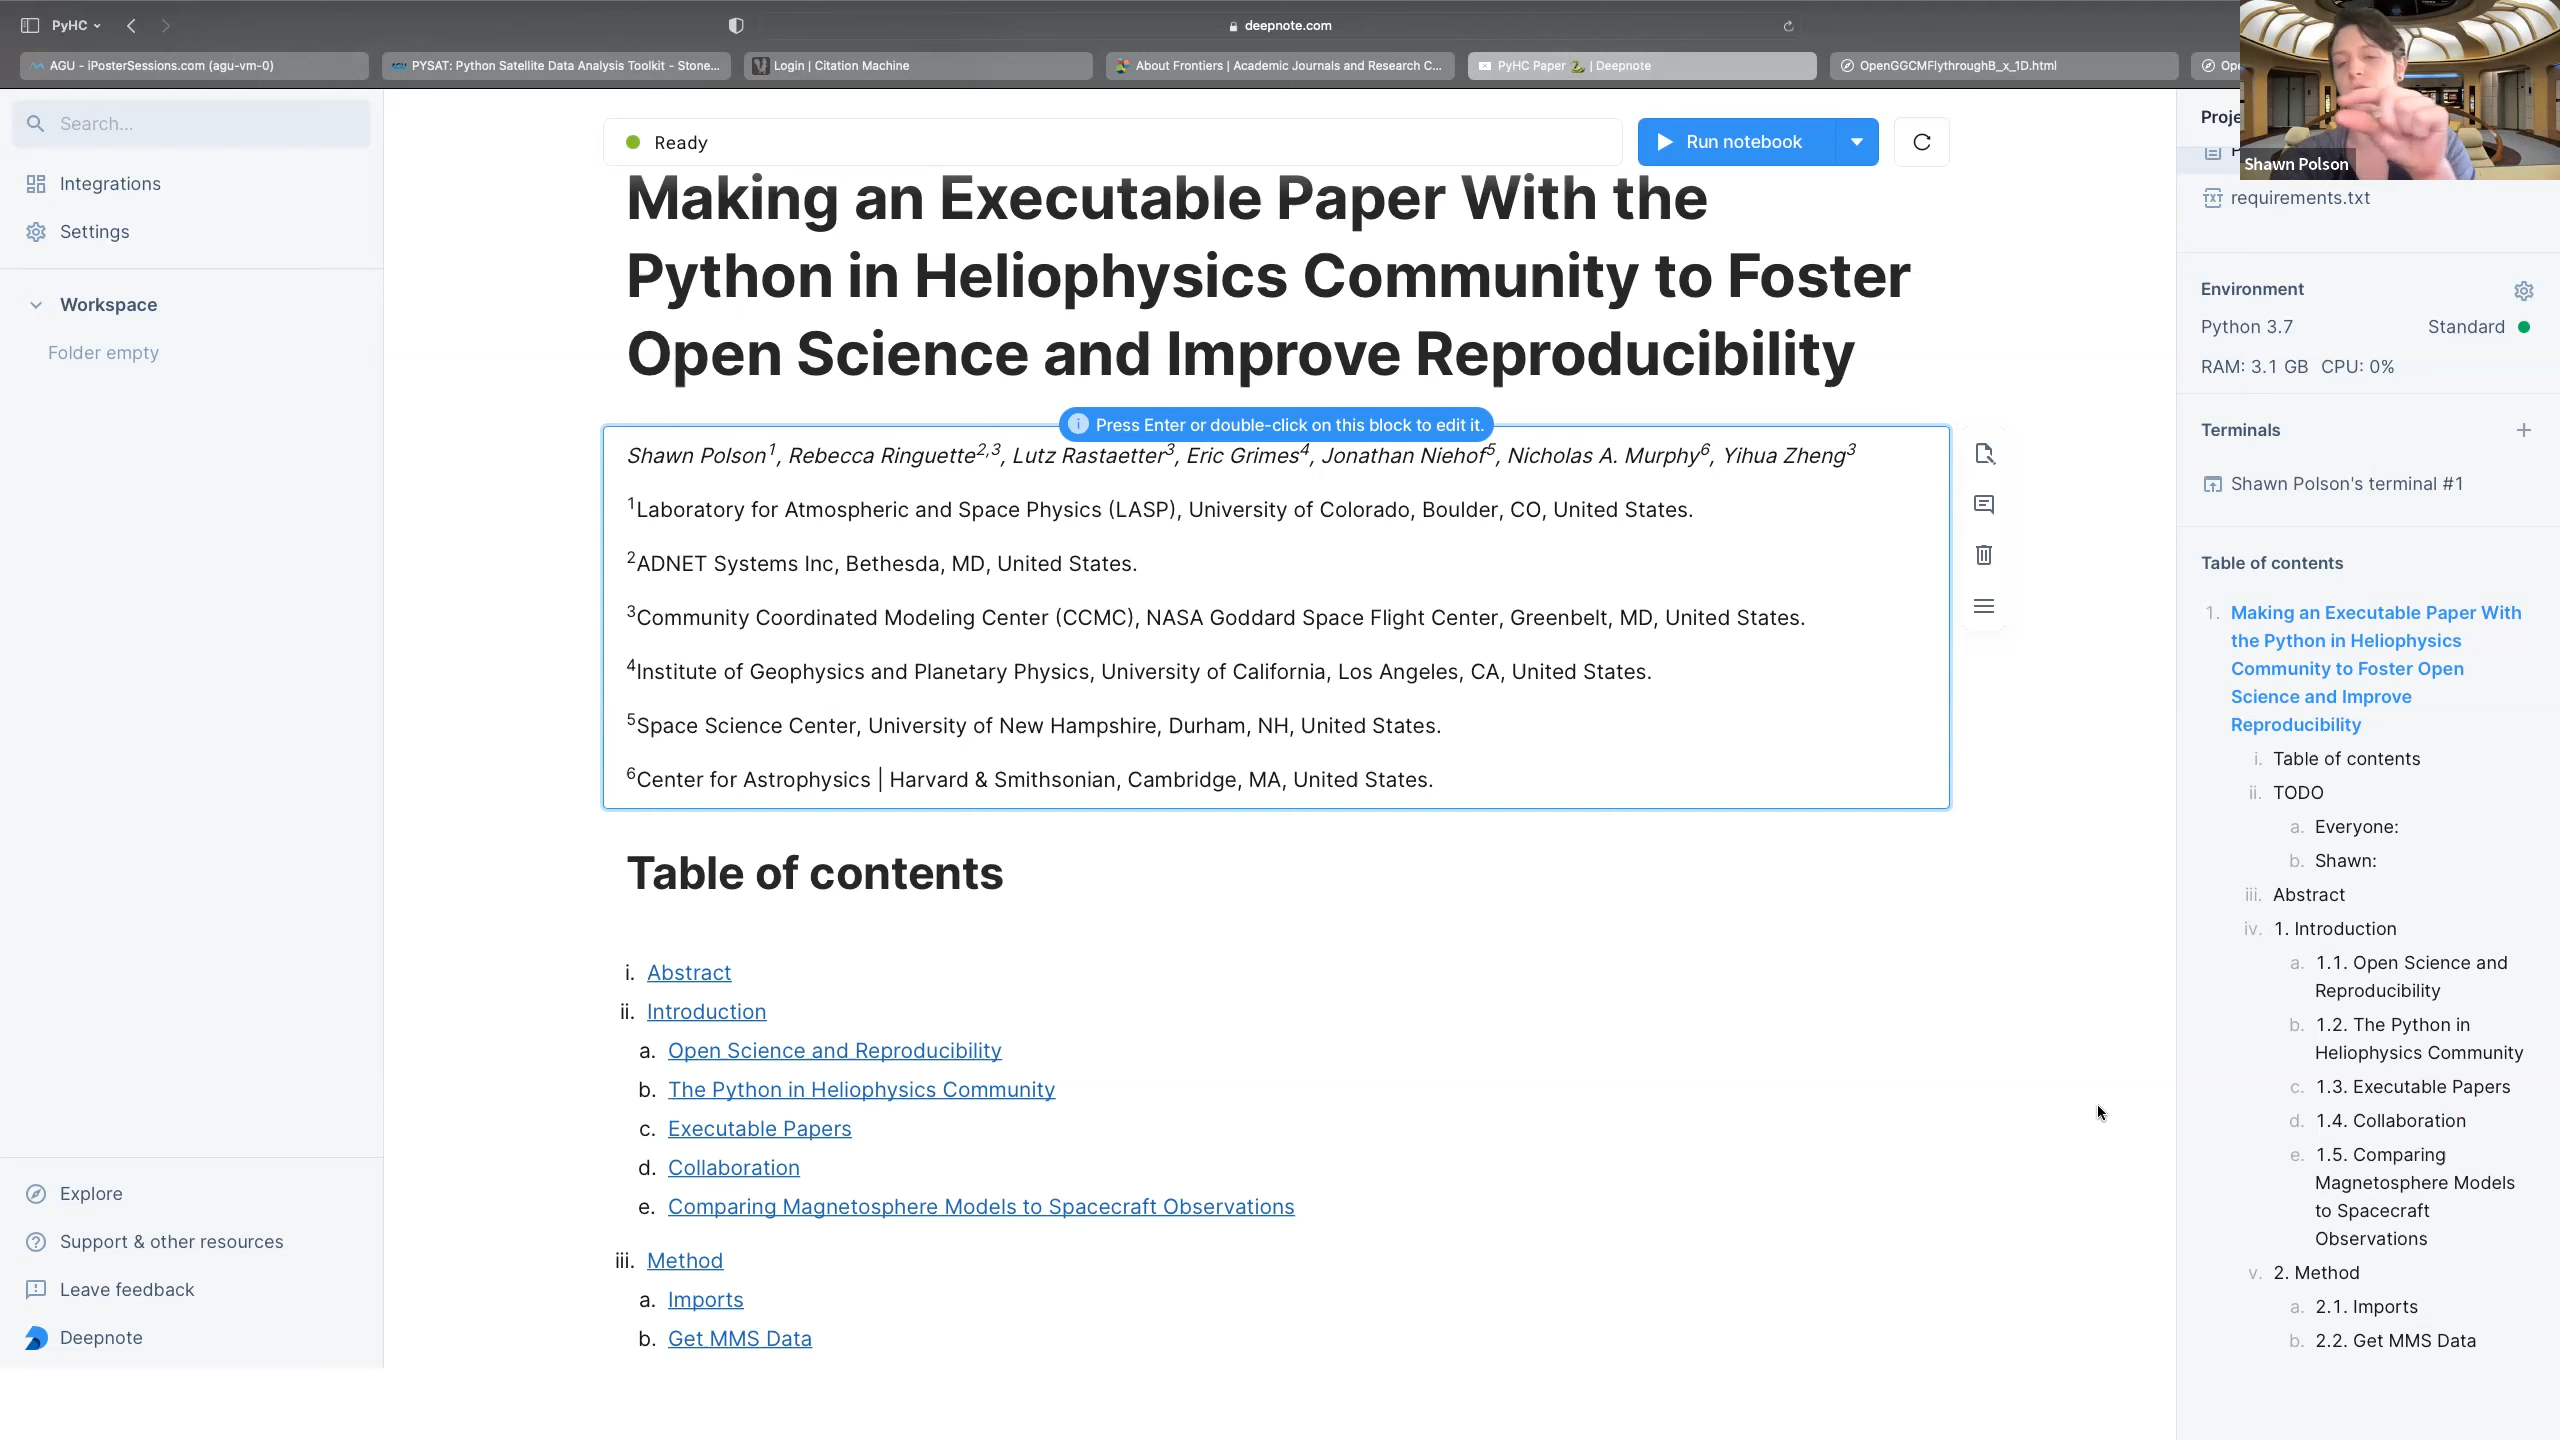 PyHC
deepnote.com
AGU - iPosterSessions.com (agu-vm-0)
PYSAT: Python Satellite Data Analysis Toolkit - Stone...
Login | Citation Machine
About Frontiers | Academic Journals and Research C...
PyHC Paper 🐍 | Deepnote
OpenGGCMFlythroughB_x_1D.html
Search...
Integrations
Settings
Workspace
Folder empty
Explore
Support & other resources
Leave feedback
Deepnote
Ready
Run notebook
Making an Executable Paper With the
Python in Heliophysics Community to Foster
Open Science and Improve Reproducibility
Press Enter or double-click on this block to edit it.
Shawn Polson1, Rebecca Ringuette2,3, Lutz Rastaetter3, Eric Grimes4, Jonathan Niehof5, Nicholas A. Murphy6, Yihua Zheng3
1Laboratory for Atmospheric and Space Physics (LASP), University of Colorado, Boulder, CO, United States.
2ADNET Systems Inc, Bethesda, MD, United States.
3Community Coordinated Modeling Center (CCMC), NASA Goddard Space Flight Center, Greenbelt, MD, United States.
4Institute of Geophysics and Planetary Physics, University of California, Los Angeles, CA, United States.
5Space Science Center, University of New Hampshire, Durham, NH, United States.
6Center for Astrophysics | Harvard & Smithsonian, Cambridge, MA, United States.
Table of contents
i. Abstract
ii. Introduction
a. Open Science and Reproducibility
b. The Python in Heliophysics Community
c. Executable Papers
d. Collaboration
e. Comparing Magnetosphere Models to Spacecraft Observations
iii. Method
a. Imports
b. Get MMS Data
Shawn Polson
requirements.txt
Environment
Python 3.7 Standard
RAM: 3.1 GB CPU: 0%
Terminals
Shawn Polson's terminal #1
Table of contents
1. Making an Executable Paper With
the Python in Heliophysics
Community to Foster Open
Science and Improve
Reproducibility
i. Table of contents
ii. TODO
a. Everyone:
b. Shawn:
iii. Abstract
iv. 1. Introduction
a. 1.1. Open Science and
Reproducibility
b. 1.2. The Python in
Heliophysics Community
c. 1.3. Executable Papers
d. 1.4. Collaboration
e. 1.5. Comparing
Magnetosphere Models
to Spacecraft
Observations
v. 2. Method
a. 2.1. Imports
b. 2.2. Get MMS Data